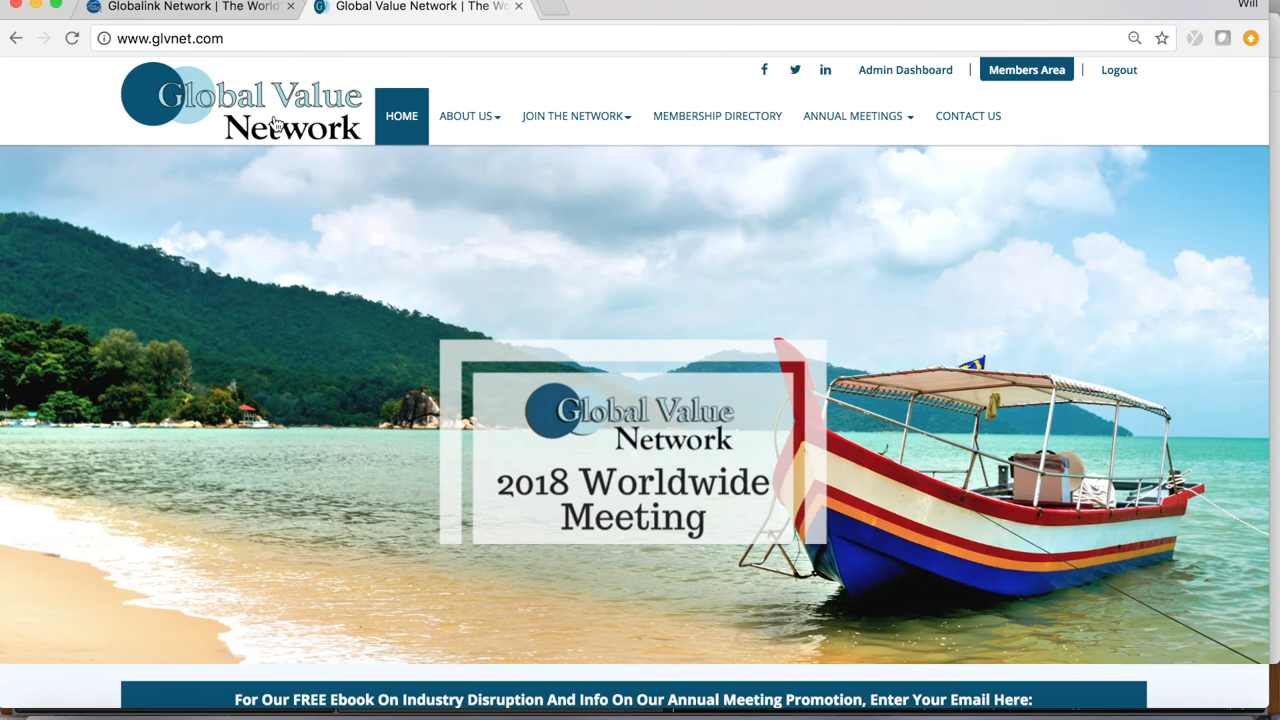 Will
Globalink Network | The World
Global Value Network | The Wo
www.glvnet.com
Admin Dashboard | Members Area | Logout
Global Value
Network
HOME ABOUT US JOIN THE NETWORK MEMBERSHIP DIRECTORY ANNUAL MEETINGS CONTACT US
Global Value
Network
2018 Worldwide
Meeting
For Our FREE Ebook On Industry Disruption And Info On Our Annual Meeting Promotion, Enter Your Email Here: